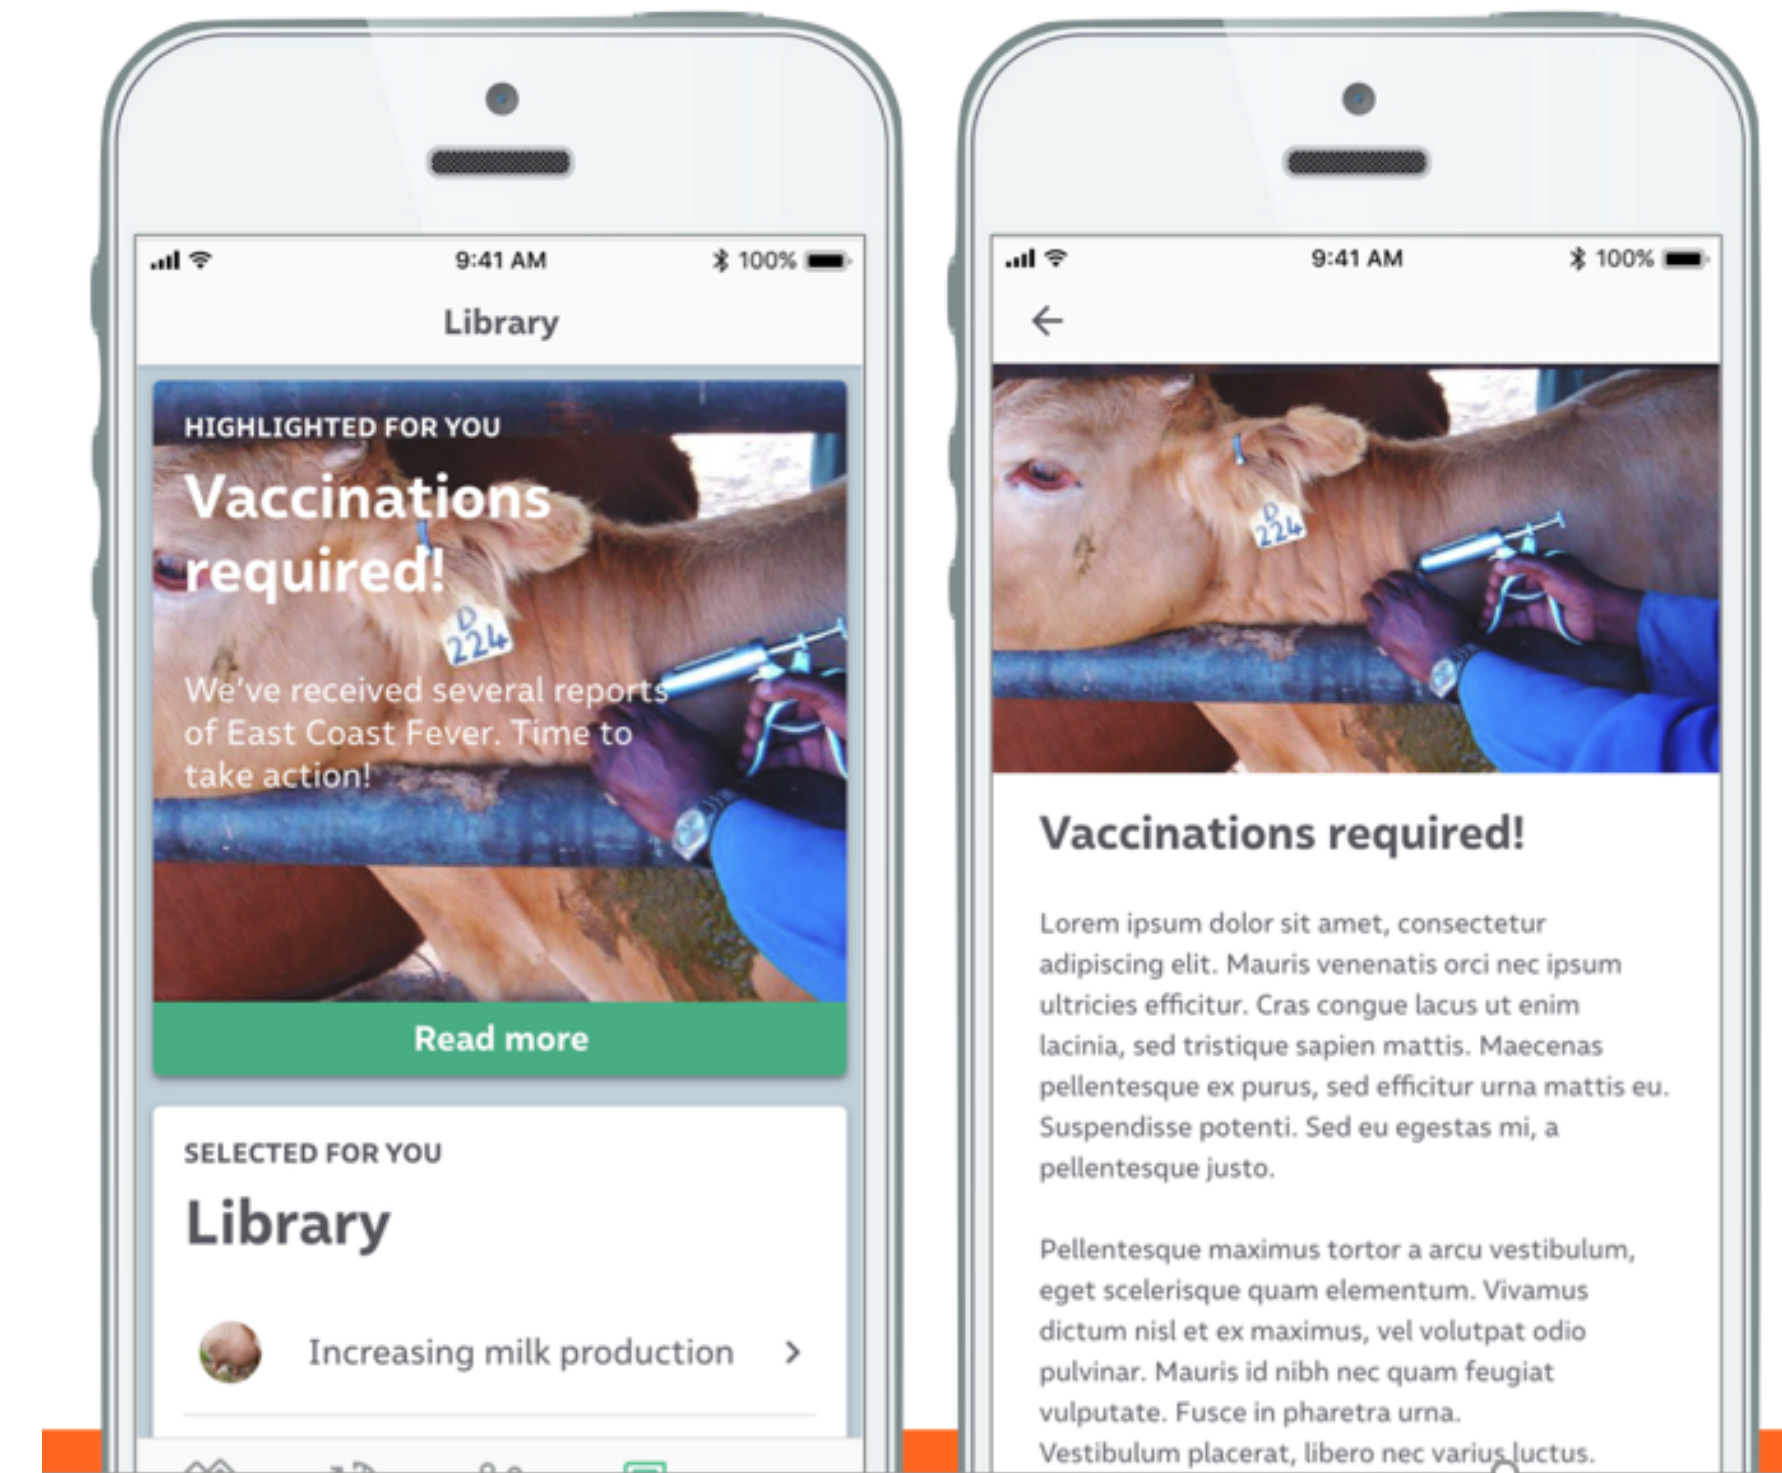 9:41 AM
100%
Library
HIGHLIGHTED FOR YOU
Vaccinations
required!
D
224
We've received several reports
of East Coast Fever. Time to
take action!
Read more
SELECTED FOR YOU
Library
Increasing milk production
9:41 AM
100%
D
224
Vaccinations required!
Lorem ipsum dolor sit amet, consectetur
adipiscing elit. Mauris venenatis orci nec ipsum
ultricies efficitur. Cras congue lacus ut enim
lacinia, sed tristique sapien mattis. Maecenas
pellentesque ex purus, sed efficitur urna mattis eu.
Suspendisse potenti. Sed eu egestas mi, a
pellentesque justo.
Pellentesque maximus tortor a arcu vestibulum,
eget scelerisque quam elementum. Vivamus
dictum nisl et ex maximus, vel volutpat odio
pulvinar. Mauris id nibh nec quam feugiat
vulputate. Fusce in pharetra urna.
Vestibulum placerat, libero nec varius luctus.